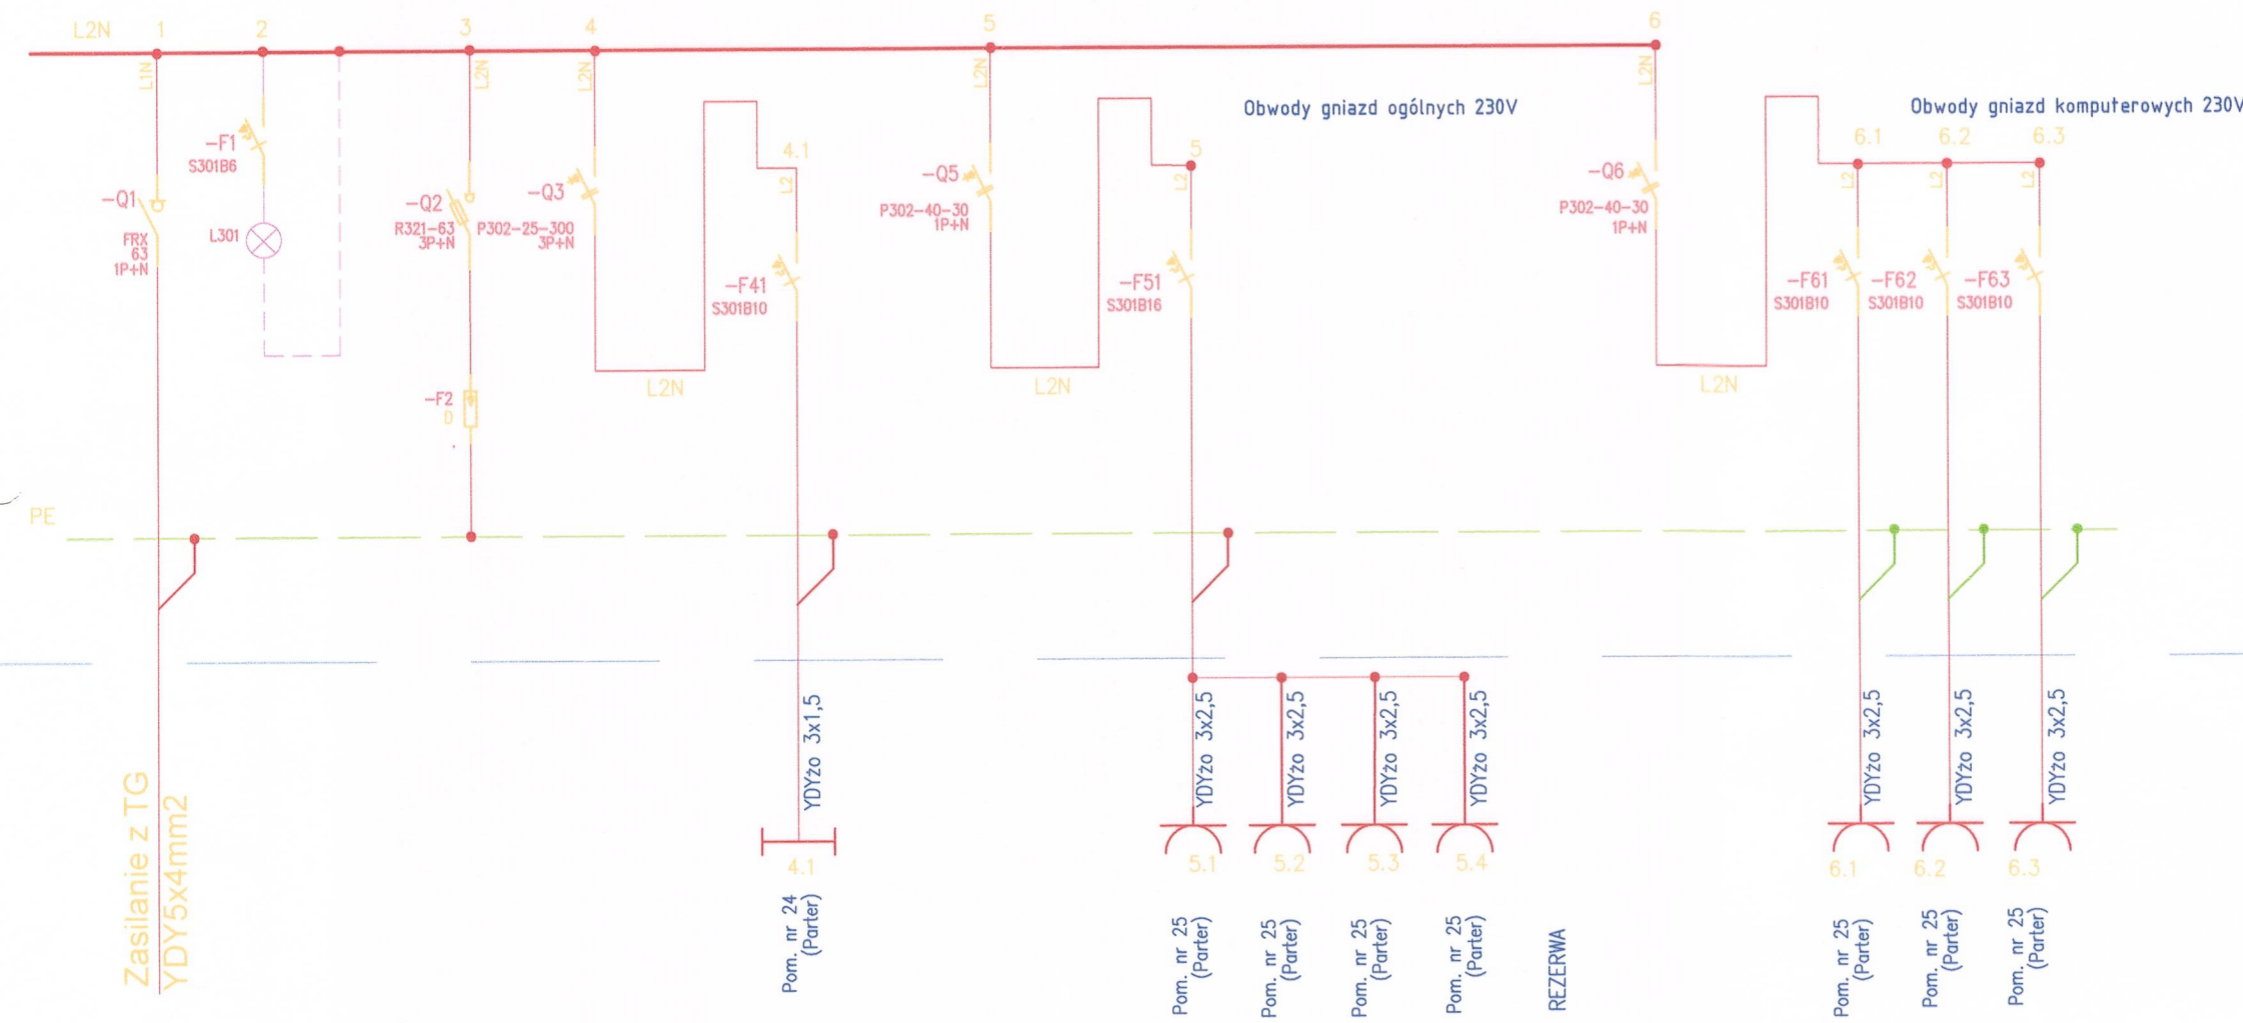 L2N
1
2
3
4
5
6
L1N
L2N
L2N
L2N
L2N
Obwody gniazd ogólnych 230V
Obwody gniazd komputerowych 230V
-F1
S301B6
-Q1
FRX
63
1P+N
L301
-Q2
R321-63
3P+N
-Q3
P302-25-300
3P+N
4.1
L2
-F41
S301B10
L2N
-F2
D
-Q5
P302-40-30
1P+N
5
L2
-F51
S301B16
L2N
-Q6
P302-40-30
1P+N
6.1
6.2
6.3
L2
L2
L2
-F61
S301B10
-F62
S301B10
-F63
S301B10
L2N
PE
Zasilanie z TG
YDY5x4mm2
YDYżo 3x1,5
YDYżo 3x2,5
YDYżo 3x2,5
YDYżo 3x2,5
YDYżo 3x2,5
YDYżo 3x2,5
YDYżo 3x2,5
YDYżo 3x2,5
4.1
5.1
5.2
5.3
5.4
6.1
6.2
6.3
Pom. nr 24
(Parter)
Pom. nr 25
(Parter)
Pom. nr 25
(Parter)
Pom. nr 25
(Parter)
Pom. nr 25
(Parter)
REZERWA
Pom. nr 25
(Parter)
Pom. nr 25
(Parter)
Pom. nr 25
(Parter)